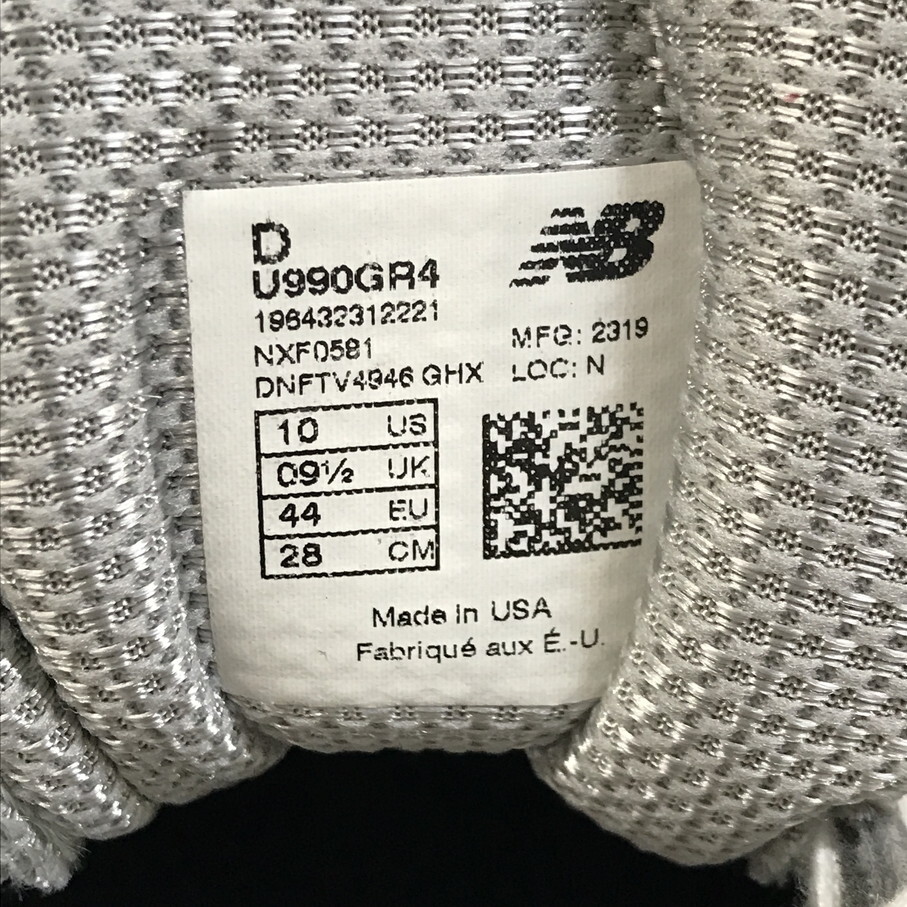 D
U990GR4
196432312221
NXF0581
DNFTV4946 GHX
NB
MFG: 2319
LOC: N
10 US
09½ UK
44 EU
28 CM
Made in USA
Fabriqué aux É.-U.